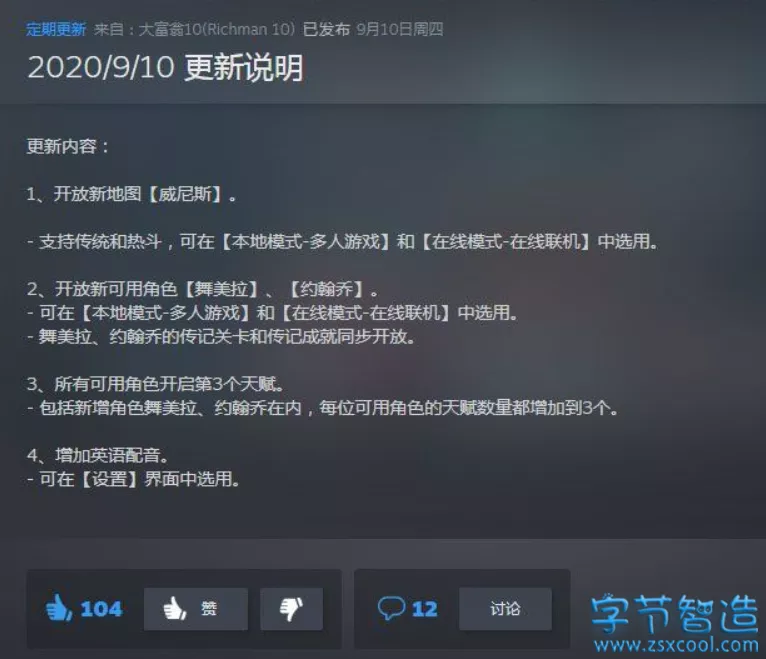 定期更新 来自：大富翁10(Richman 10) 已发布 9月10日周四
2020/9/10 更新说明
更新内容：
1、开放新地图【威尼斯】。
- 支持传统和热斗，可在【本地模式-多人游戏】和【在线模式-在线联机】中选用。
2、开放新可用角色【舞美拉】、【约翰乔】。
- 可在【本地模式-多人游戏】和【在线模式-在线联机】中选用。
- 舞美拉、约翰乔的传记关卡和传记成就同步开放。
3、所有可用角色开启第3个天赋。
- 包括新增角色舞美拉、约翰乔在内，每位可用角色的天赋数量都增加到3个。
4、增加英语配音。
- 可在【设置】界面中选用。
104 赞 12 讨论
字节智造
www.zsxcool.com